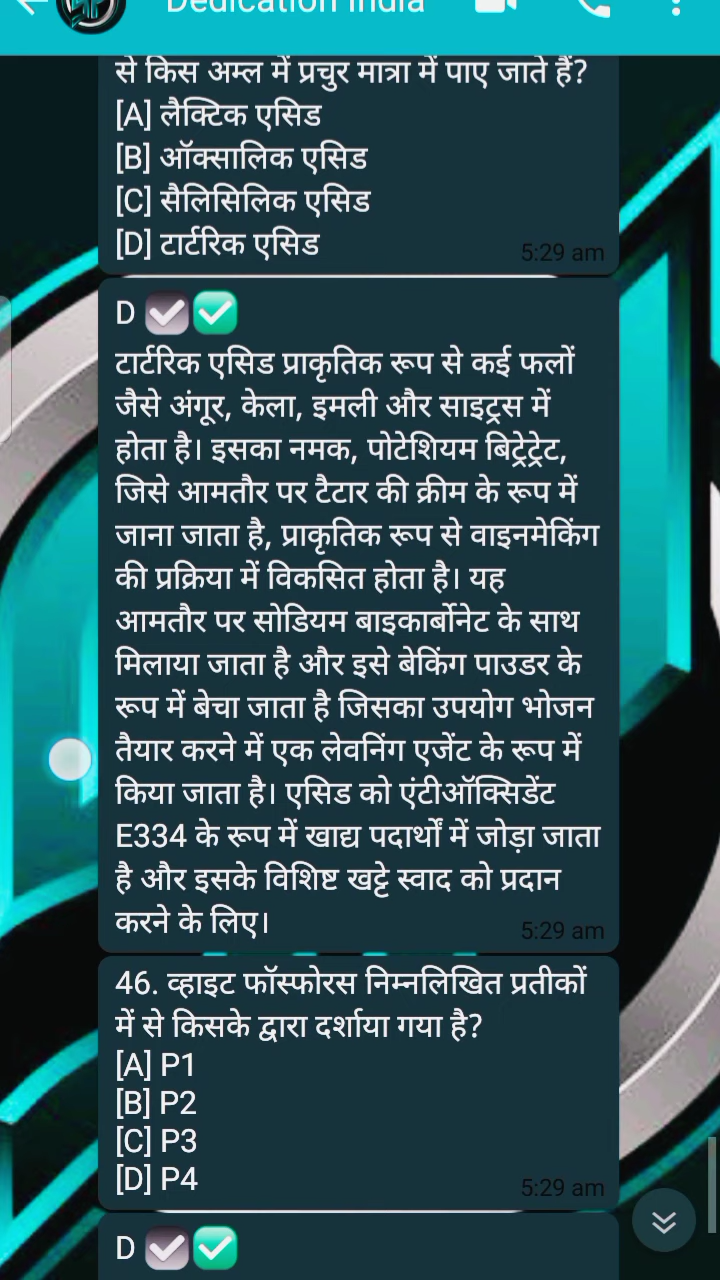 Dedication India
से किस अम्ल में प्रचुर मात्रा में पाए जाते हैं?
[A] लैक्टिक एसिड
[B] ऑक्सालिक एसिड
[C] सैलिसिलिक एसिड
[D] टार्टरिक एसिड
5:29 am
D
टार्टरिक एसिड प्राकृतिक रूप से कई फलों
जैसे अंगूर, केला, इमली और साइट्रस में
होता है। इसका नमक, पोटेशियम बिट्रेट्रेट,
जिसे आमतौर पर टैटार की क्रीम के रूप में
जाना जाता है, प्राकृतिक रूप से वाइनमेकिंग
की प्रक्रिया में विकसित होता है। यह
आमतौर पर सोडियम बाइकार्बोनेट के साथ
मिलाया जाता है और इसे बेकिंग पाउडर के
रूप में बेचा जाता है जिसका उपयोग भोजन
तैयार करने में एक लेवनिंग एजेंट के रूप में
किया जाता है। एसिड को एंटीऑक्सिडेंट
E334 के रूप में खाद्य पदार्थों में जोड़ा जाता
है और इसके विशिष्ट खट्टे स्वाद को प्रदान
करने के लिए।
5:29 am
46. व्हाइट फॉस्फोरस निम्नलिखित प्रतीकों
में से किसके द्वारा दर्शाया गया है?
[A] P1
[B] P2
[C] P3
[D] P4
5:29 am
D